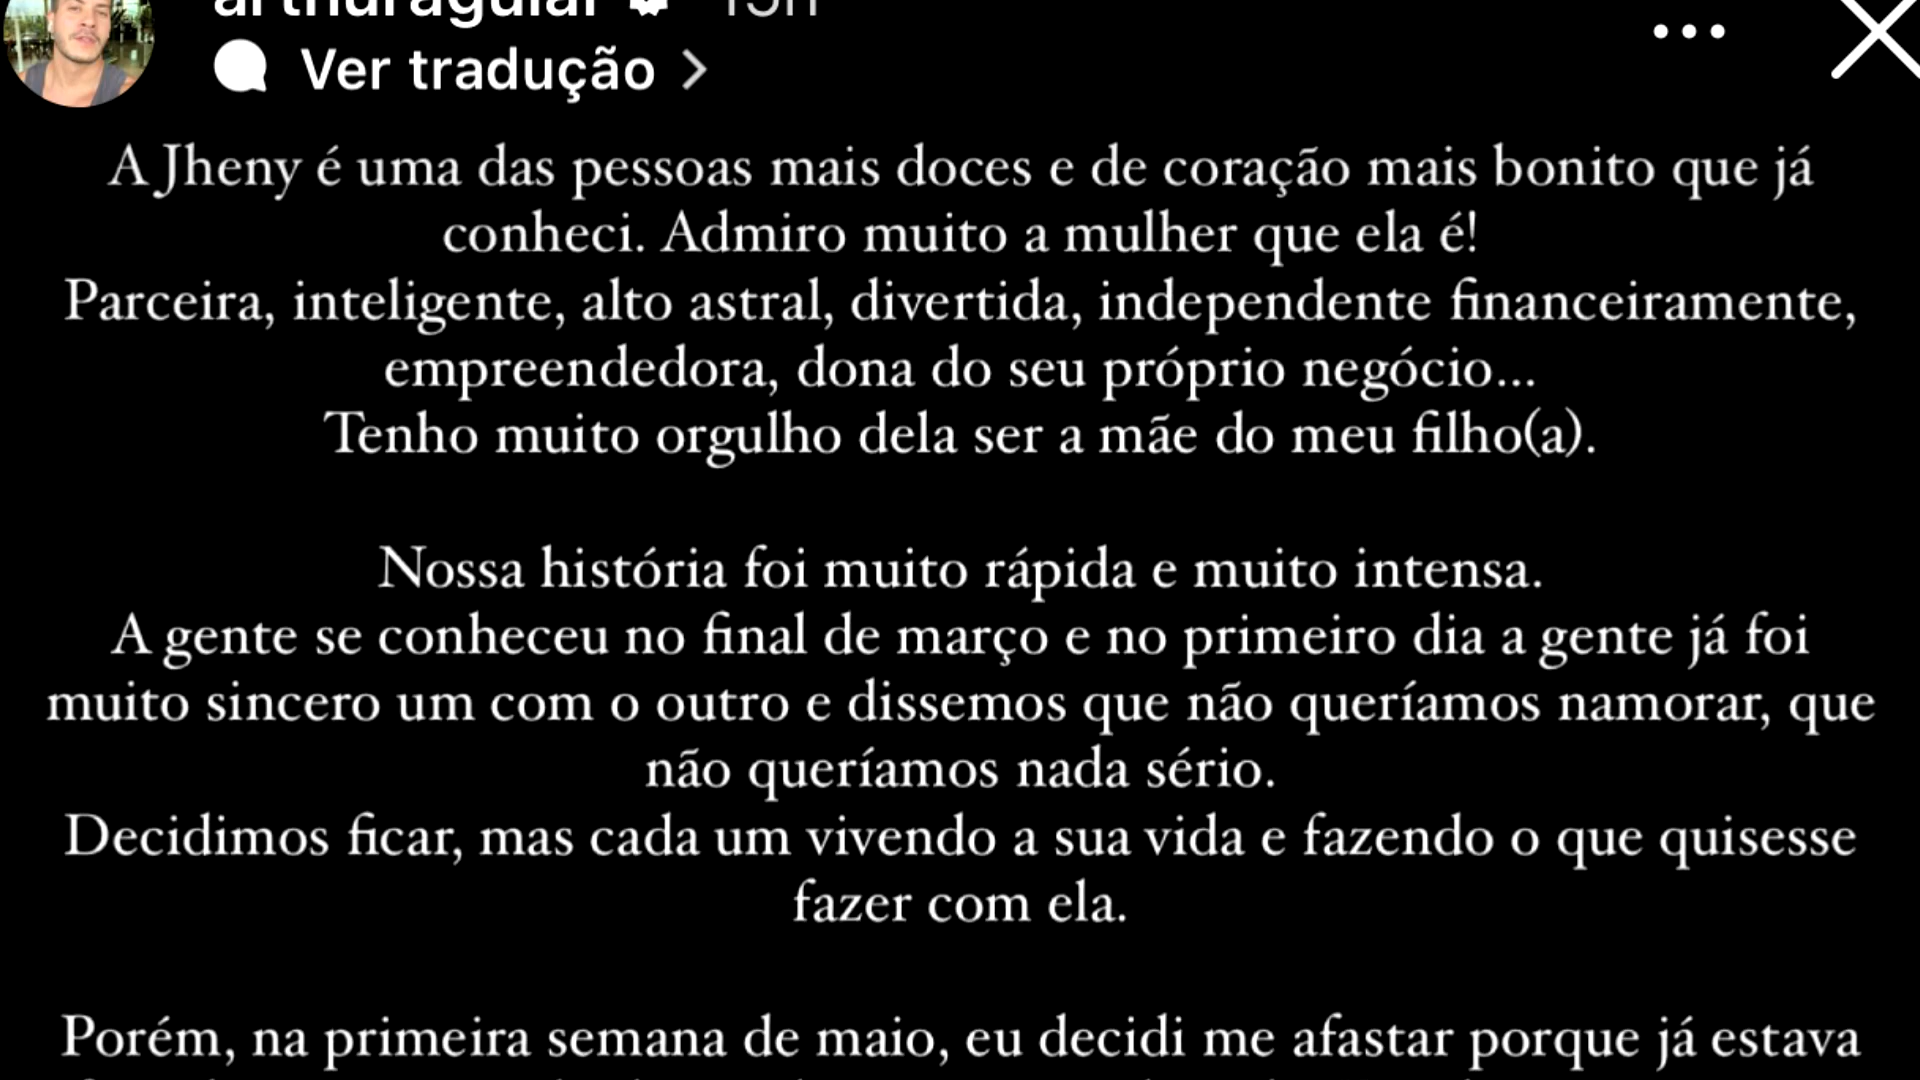 arthuraguiar 15h
Ver tradução
A Jheny é uma das pessoas mais doces e de coração mais bonito que já
conheci. Admiro muito a mulher que ela é!
Parceira, inteligente, alto astral, divertida, independente financeiramente,
empreendedora, dona do seu próprio negócio...
Tenho muito orgulho dela ser a mãe do meu filho(a).
Nossa história foi muito rápida e muito intensa.
A gente se conheceu no final de março e no primeiro dia a gente já foi
muito sincero um com o outro e dissemos que não queríamos namorar, que
não queríamos nada sério.
Decidimos ficar, mas cada um vivendo a sua vida e fazendo o que quisesse
fazer com ela.
Porém, na primeira semana de maio, eu decidi me afastar porque já estava